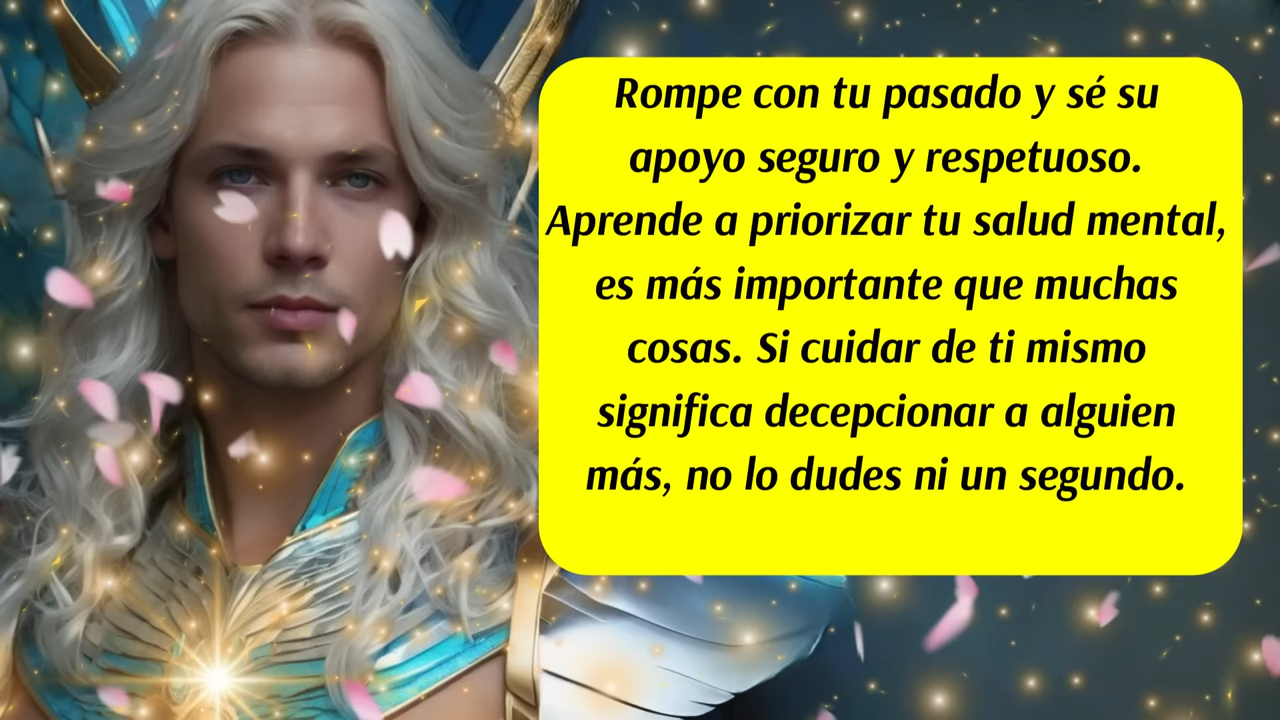 Rompe con tu pasado y sé su
apoyo seguro y respetuoso.
Aprende a priorizar tu salud mental,
es más importante que muchas
cosas. Si cuidar de ti mismo
significa decepcionar a alguien
más, no lo dudes ni un segundo.